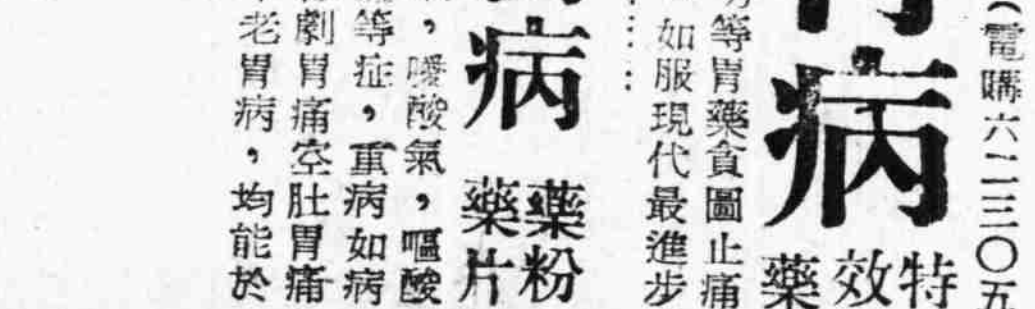 (電購六二三〇五
病
特
效
藥
等胃藥貪圖止痛
如服現代最進步
病
藥粉
藥片
,噯酸氣,嘔酸
等症,重病如病
劇胃痛空肚胃痛
老胃病,均能於